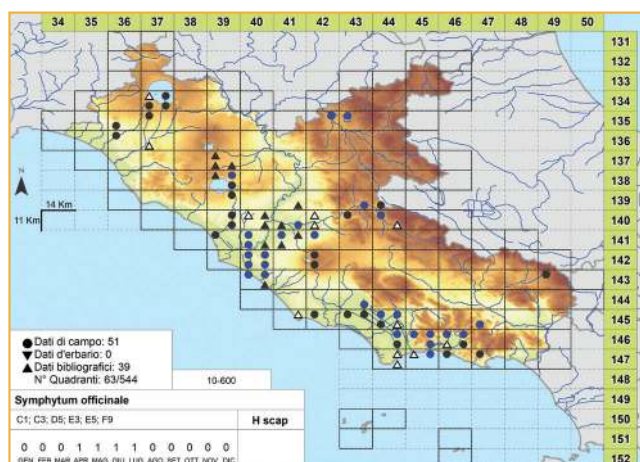 34 35 36 37 38 39 40 41 42 43 44 45 46 47 48 49 50
131
132
133
134
135
136
137
138
139
140
141
142
143
144
145
146
147
148
149
150
151
152
N
14 Km
11 Km
● Dati di campo: 51
▼ Dati d'erbario: 0
▲ Dati bibliografici: 39
N° Quadranti: 63/544
10-600
Symphytum officinale
C1; C3; D5; E3; E5; F9 H scap
0 0 0 1 1 1 1 0 0 0 0 0
GEN FEB MAR APR MAG GIU LUG AGO SET OTT NOV DIC